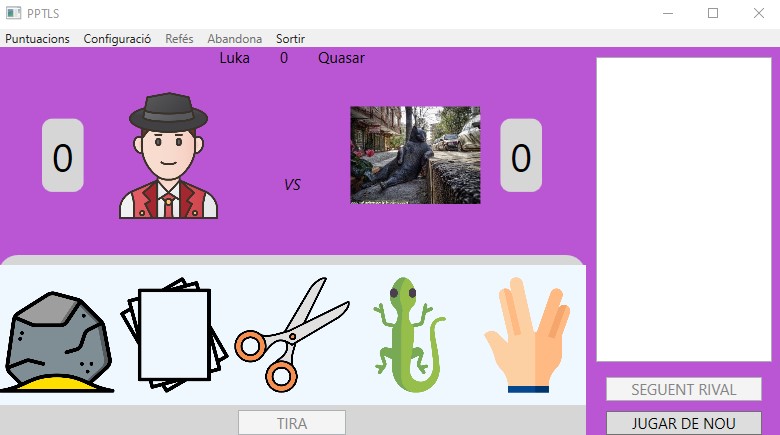 PPTLS
Puntuacions Configuració Refés Abandona Sortir
Luka 0 Quasar
0
0
VS
TIRA
SEGUENT RIVAL
JUGAR DE NOU